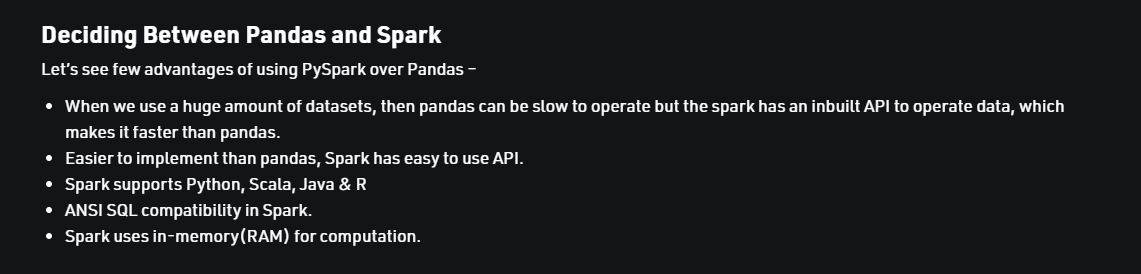 Deciding Between Pandas and Spark
Let's see few advantages of using PySpark over Pandas –
• When we use a huge amount of datasets, then pandas can be slow to operate but the spark has an inbuilt API to operate data, which
makes it faster than pandas.
• Easier to implement than pandas, Spark has easy to use API.
• Spark supports Python, Scala, Java & R
• ANSI SQL compatibility in Spark.
• Spark uses in-memory(RAM) for computation.